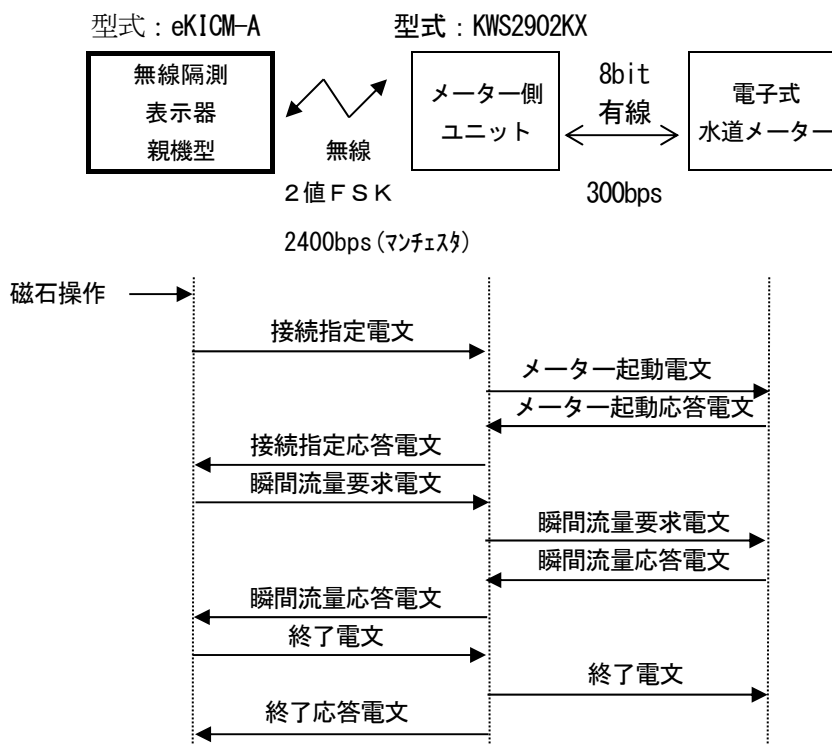 型式:eKICM-A
型式:KWS2902KX
無線隔測
表示器
親機型
無線
2値FSK
2400bps(マンチェスタ)
メーター側
ユニット
8bit
有線
300bps
電子式
水道メーター
磁石操作
接続指定電文
メーター起動電文
メーター起動応答電文
接続指定応答電文
瞬間流量要求電文
瞬間流量要求電文
瞬間流量応答電文
瞬間流量応答電文
終了電文
終了電文
終了応答電文